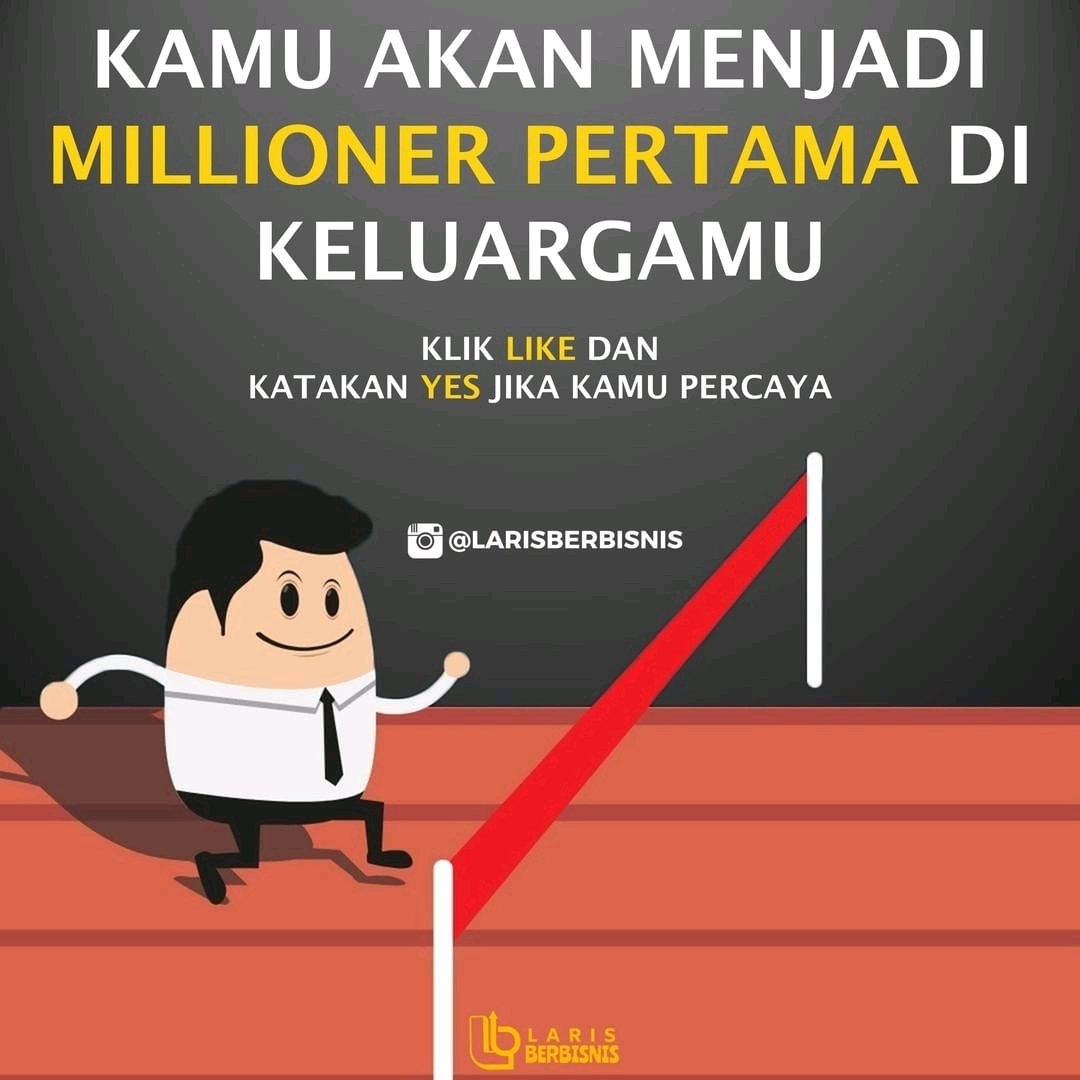 KAMU AKAN MENJADI
MILLIONER PERTAMA DI
KELUARGAMU
KLIK LIKE DAN
KATAKAN YES JIKA KAMU PERCAYA
@LARISBERBISNIS
LARIS
BERBISNIS